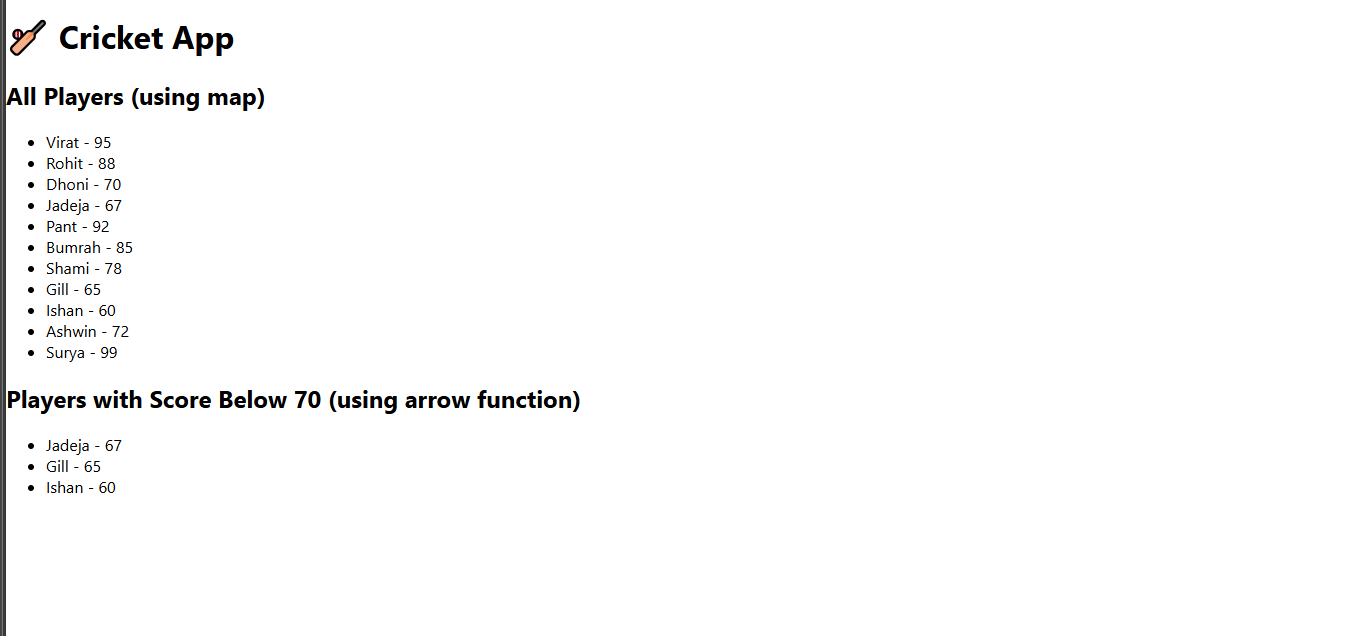 Cricket App
All Players (using map)
Virat - 95
Rohit - 88
Dhoni - 70
Jadeja - 67
Pant - 92
Bumrah - 85
Shami - 78
Gill - 65
Ishan - 60
Ashwin - 72
Surya - 99
Players with Score Below 70 (using arrow function)
Jadeja - 67
Gill - 65
Ishan - 60